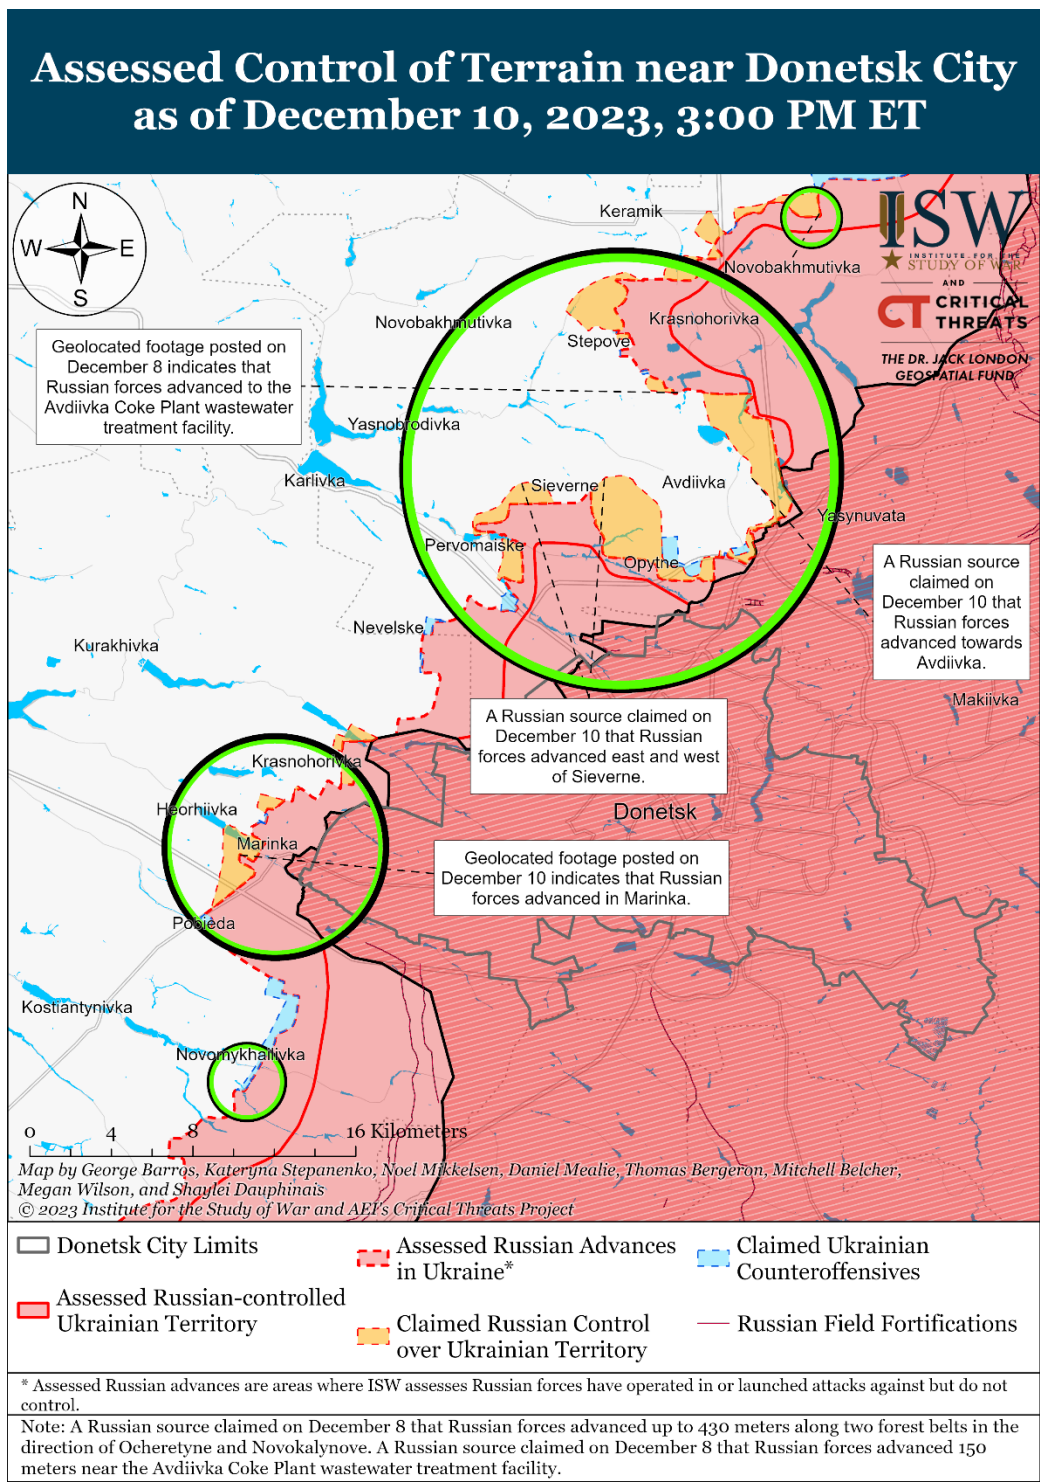 Assessed Control of Terrain near Donetsk City
as of December 10, 2023, 3:00 PM ET
N
W
E
S
Keramik
ISW
INSTITUTE FOR THE
STUDY OF WAR
AND
CT CRITICAL
THREATS
THE DR. JACK LONDON
GEOSPATIAL FUND
Novobakhmutivka
Novobakhmutivka
Krasnohorivka
Stepove
Geolocated footage posted on
December 8 indicates that
Russian forces advanced to the
Avdiivka Coke Plant wastewater
treatment facility.
Yasnobrodivka
Karlivka
Sieverne
Avdiivka
Yasynuvata
Pervomaiske
Opytne
A Russian source
claimed on
December 10 that
Russian forces
advanced towards
Avdiivka.
Nevelske
Kurakhivka
Makiivka
A Russian source claimed on
December 10 that Russian
forces advanced east and west
of Sieverne.
Krasnohorivka
Heorhiivka
Donetsk
Marinka
Geolocated footage posted on
December 10 indicates that Russian
forces advanced in Marinka.
Pobieda
Kostiantynivka
Novomykhailivka
0 4 8 16 Kilometers
Map by George Barros, Kateryna Stepanenko, Noel Mikkelsen, Daniel Mealie, Thomas Bergeron, Mitchell Belcher,
Megan Wilson, and Shaylei Dauphinais
© 2023 Institute for the Study of War and AEI's Critical Threats Project
Donetsk City Limits
Assessed Russian-controlled
Ukrainian Territory
Assessed Russian Advances
in Ukraine*
Claimed Russian Control
over Ukrainian Territory
Claimed Ukrainian
Counteroffensives
Russian Field Fortifications
* Assessed Russian advances are areas where ISW assesses Russian forces have operated in or launched attacks against but do not
control.
Note: A Russian source claimed on December 8 that Russian forces advanced up to 430 meters along two forest belts in the
direction of Ocheretyne and Novokalynove. A Russian source claimed on December 8 that Russian forces advanced 150
meters near the Avdiivka Coke Plant wastewater treatment facility.